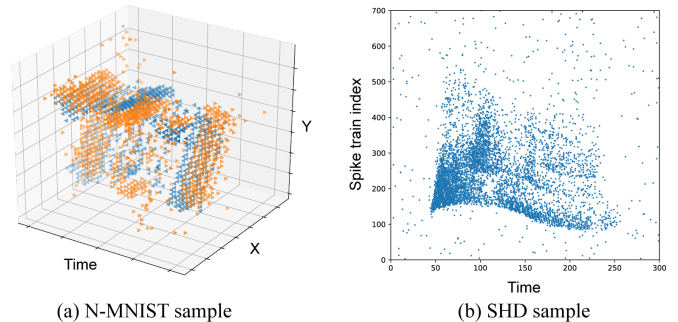 Y
X
Time
(a) N-MNIST sample
700
600
500
400
300
200
100
0
Spike train index
0 50 100 150 200 250 300
Time
(b) SHD sample